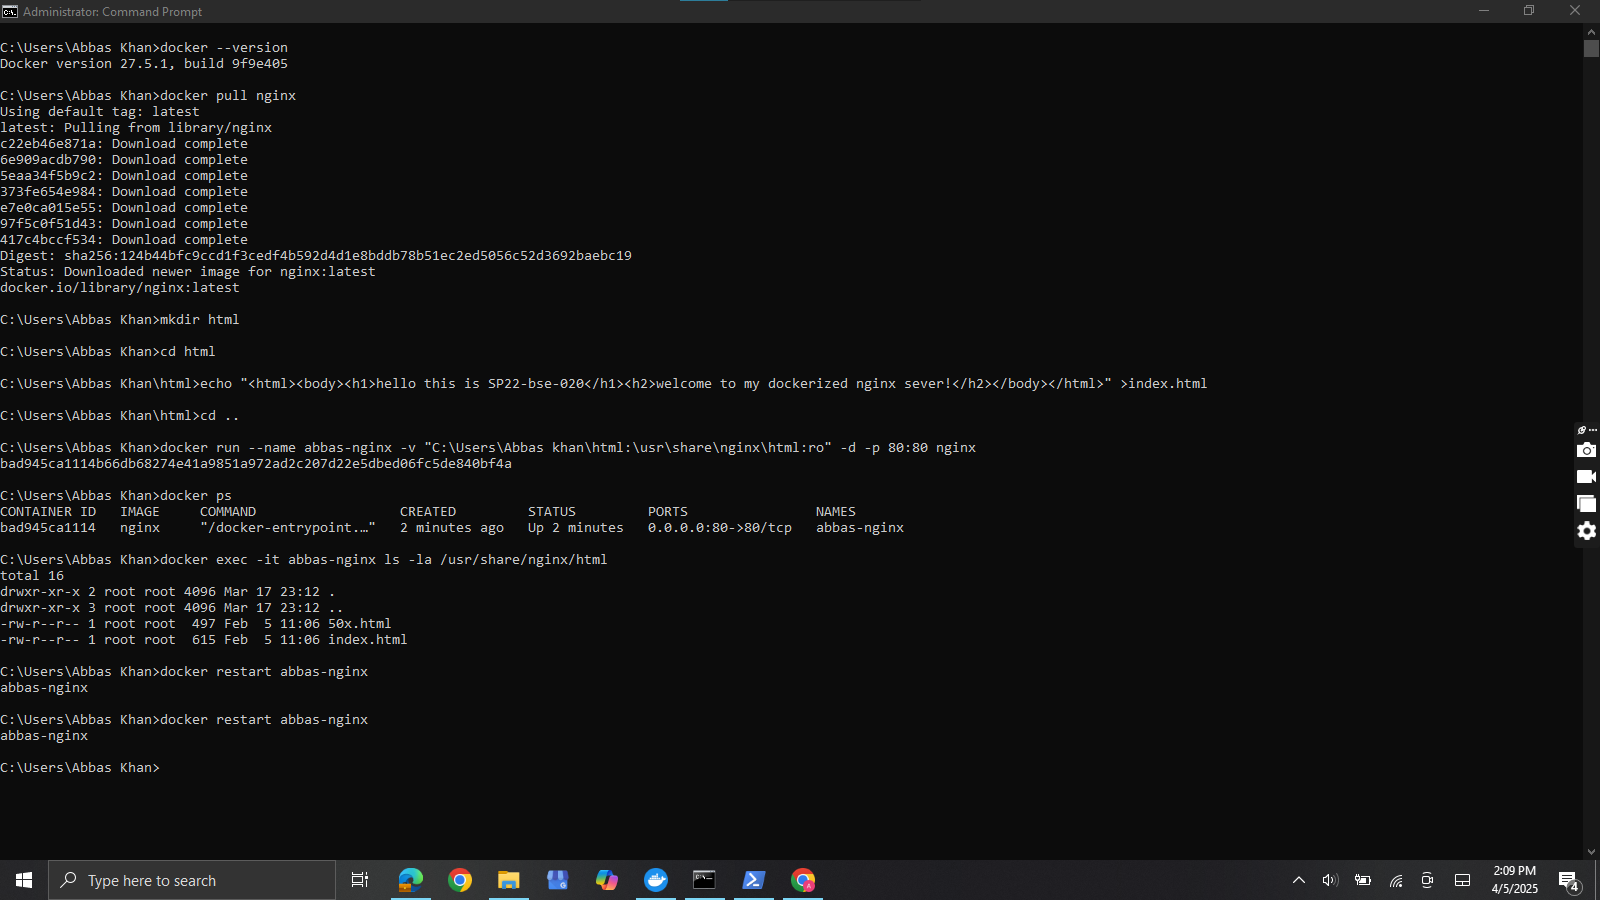 Administrator: Command Prompt
C:\Users\Abbas Khan>docker --version
Docker version 27.5.1, build 9f9e405
C:\Users\Abbas Khan>docker pull nginx
Using default tag: latest
latest: Pulling from library/nginx
c22eb46e871a: Download complete
6e909acdb790: Download complete
5eaa34f5b9c2: Download complete
373fe654e984: Download complete
e7e0ca015e55: Download complete
97f5c0f51d43: Download complete
417c4bccf534: Download complete
Digest: sha256:124b44bfc9ccd1f3cedf4b592d4d1e8bddb78b51ec2ed5056c52d3692baebc19
Status: Downloaded newer image for nginx:latest
docker.io/library/nginx:latest
C:\Users\Abbas Khan>mkdir html
C:\Users\Abbas Khan>cd html
C:\Users\Abbas Khan\html>echo "<html><body><h1>hello this is SP22-bse-020</h1><h2>welcome to my dockerized nginx sever!</h2></body></html>" >index.html
C:\Users\Abbas Khan\html>cd ..
C:\Users\Abbas Khan>docker run --name abbas-nginx -v "C:\Users\Abbas khan\html:\usr\share\nginx\html:ro" -d -p 80:80 nginx
bad945ca1114b66db68274e41a9851a972ad2c207d22e5dbed06fc5de840bf4a
C:\Users\Abbas Khan>docker ps
CONTAINER ID   IMAGE     COMMAND                  CREATED         STATUS         PORTS                NAMES
bad945ca1114   nginx     "/docker-entrypoint.…"   2 minutes ago   Up 2 minutes   0.0.0.0:80->80/tcp   abbas-nginx
C:\Users\Abbas Khan>docker exec -it abbas-nginx ls -la /usr/share/nginx/html
total 16
drwxr-xr-x 2 root root 4096 Mar 17 23:12 .
drwxr-xr-x 3 root root 4096 Mar 17 23:12 ..
-rw-r--r-- 1 root root  497 Feb  5 11:06 50x.html
-rw-r--r-- 1 root root  615 Feb  5 11:06 index.html
C:\Users\Abbas Khan>docker restart abbas-nginx
abbas-nginx
C:\Users\Abbas Khan>docker restart abbas-nginx
abbas-nginx
C:\Users\Abbas Khan>
Type here to search
2:09 PM
4/5/2025
4